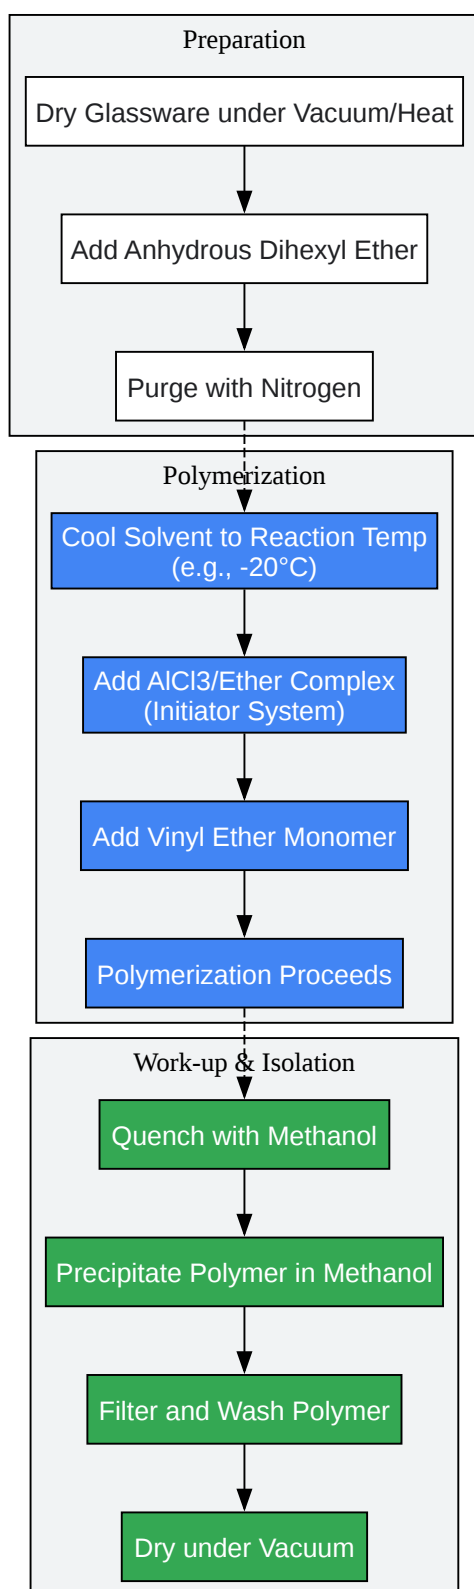 Preparation
Dry Glassware under Vacuum/Heat
Add Anhydrous Dihexyl Ether
Purge with Nitrogen
Polymerization
Cool Solvent to Reaction Temp
(e.g., -20°C)
Add AlCl3/Ether Complex
(Initiator System)
Add Vinyl Ether Monomer
Polymerization Proceeds
Work-up & Isolation
Quench with Methanol
Precipitate Polymer in Methanol
Filter and Wash Polymer
Dry under Vacuum